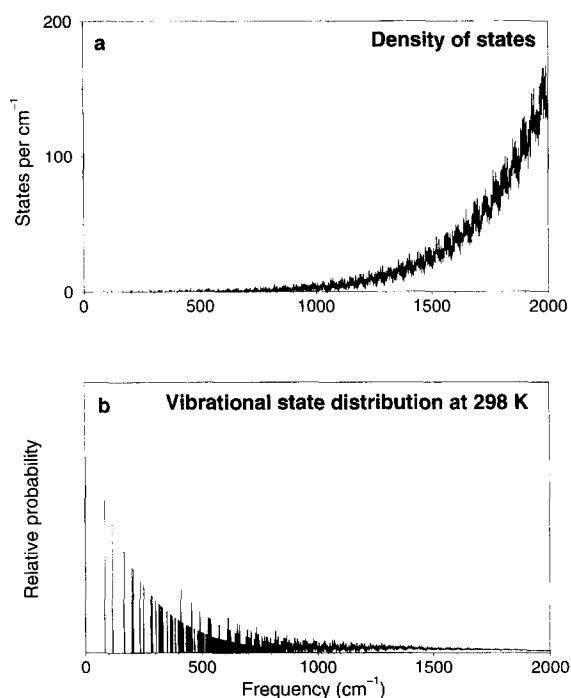 200
a
Density of states
States per cm⁻¹
100
0
0
500
1000
1500
2000
b
Vibrational state distribution at 298 K
Relative probability
0
500
1000
1500
2000
Frequency (cm⁻¹)